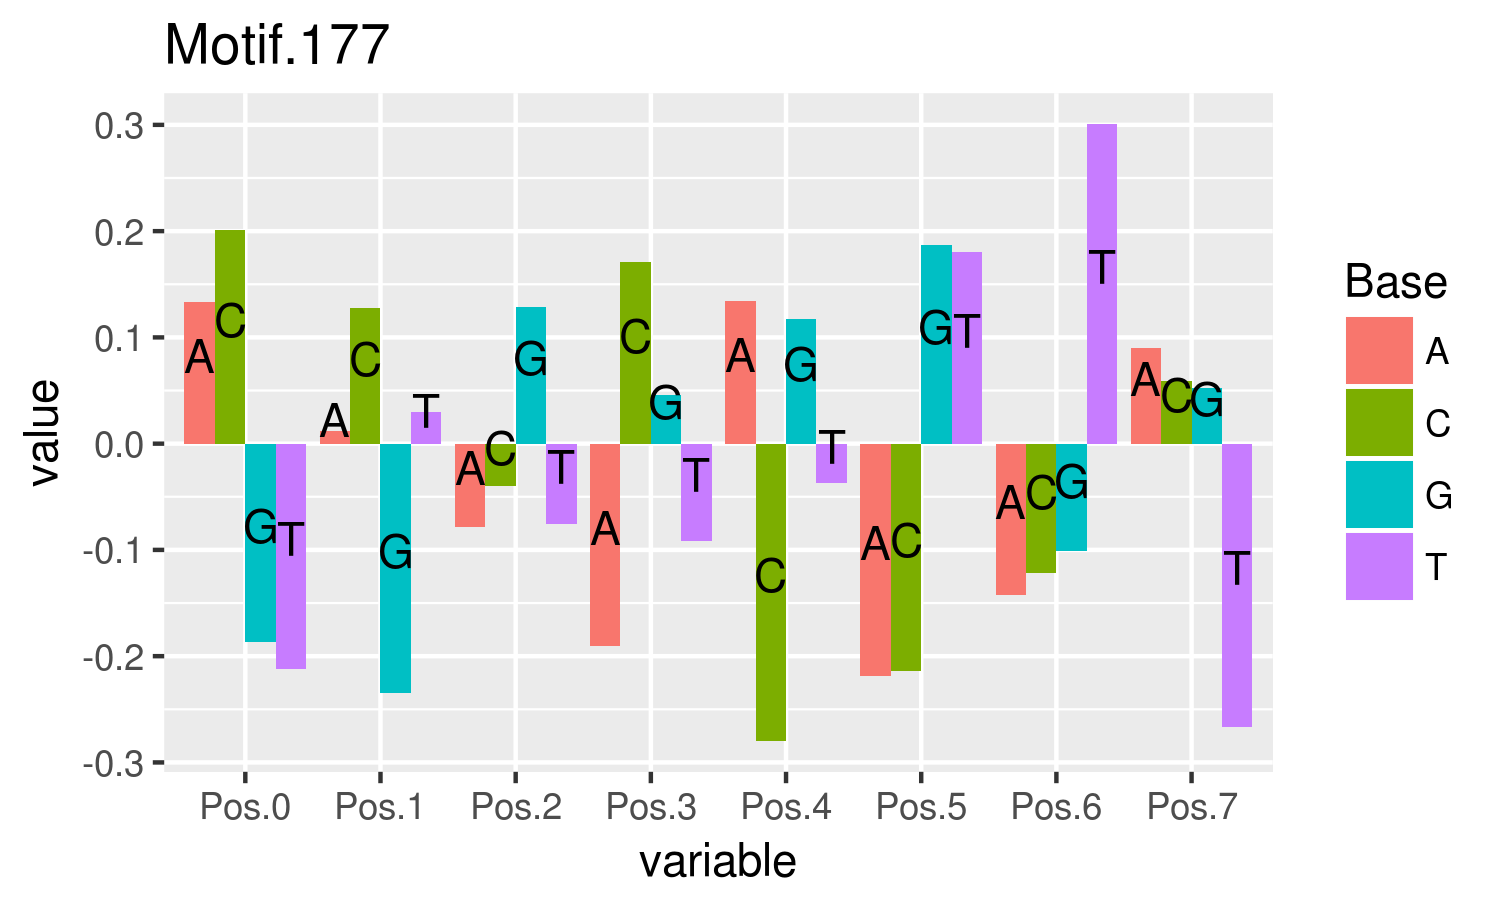 Motif.177
0.3
0.2
0.1
0.0
-0.1
-0.2
-0.3
value
A C G T
A C G T
A C G T
A C G T
A C G T
A C G T
A C G T
A C G T
Pos.0 Pos.1 Pos.2 Pos.3 Pos.4 Pos.5 Pos.6 Pos.7
variable
Base
A
C
G
T